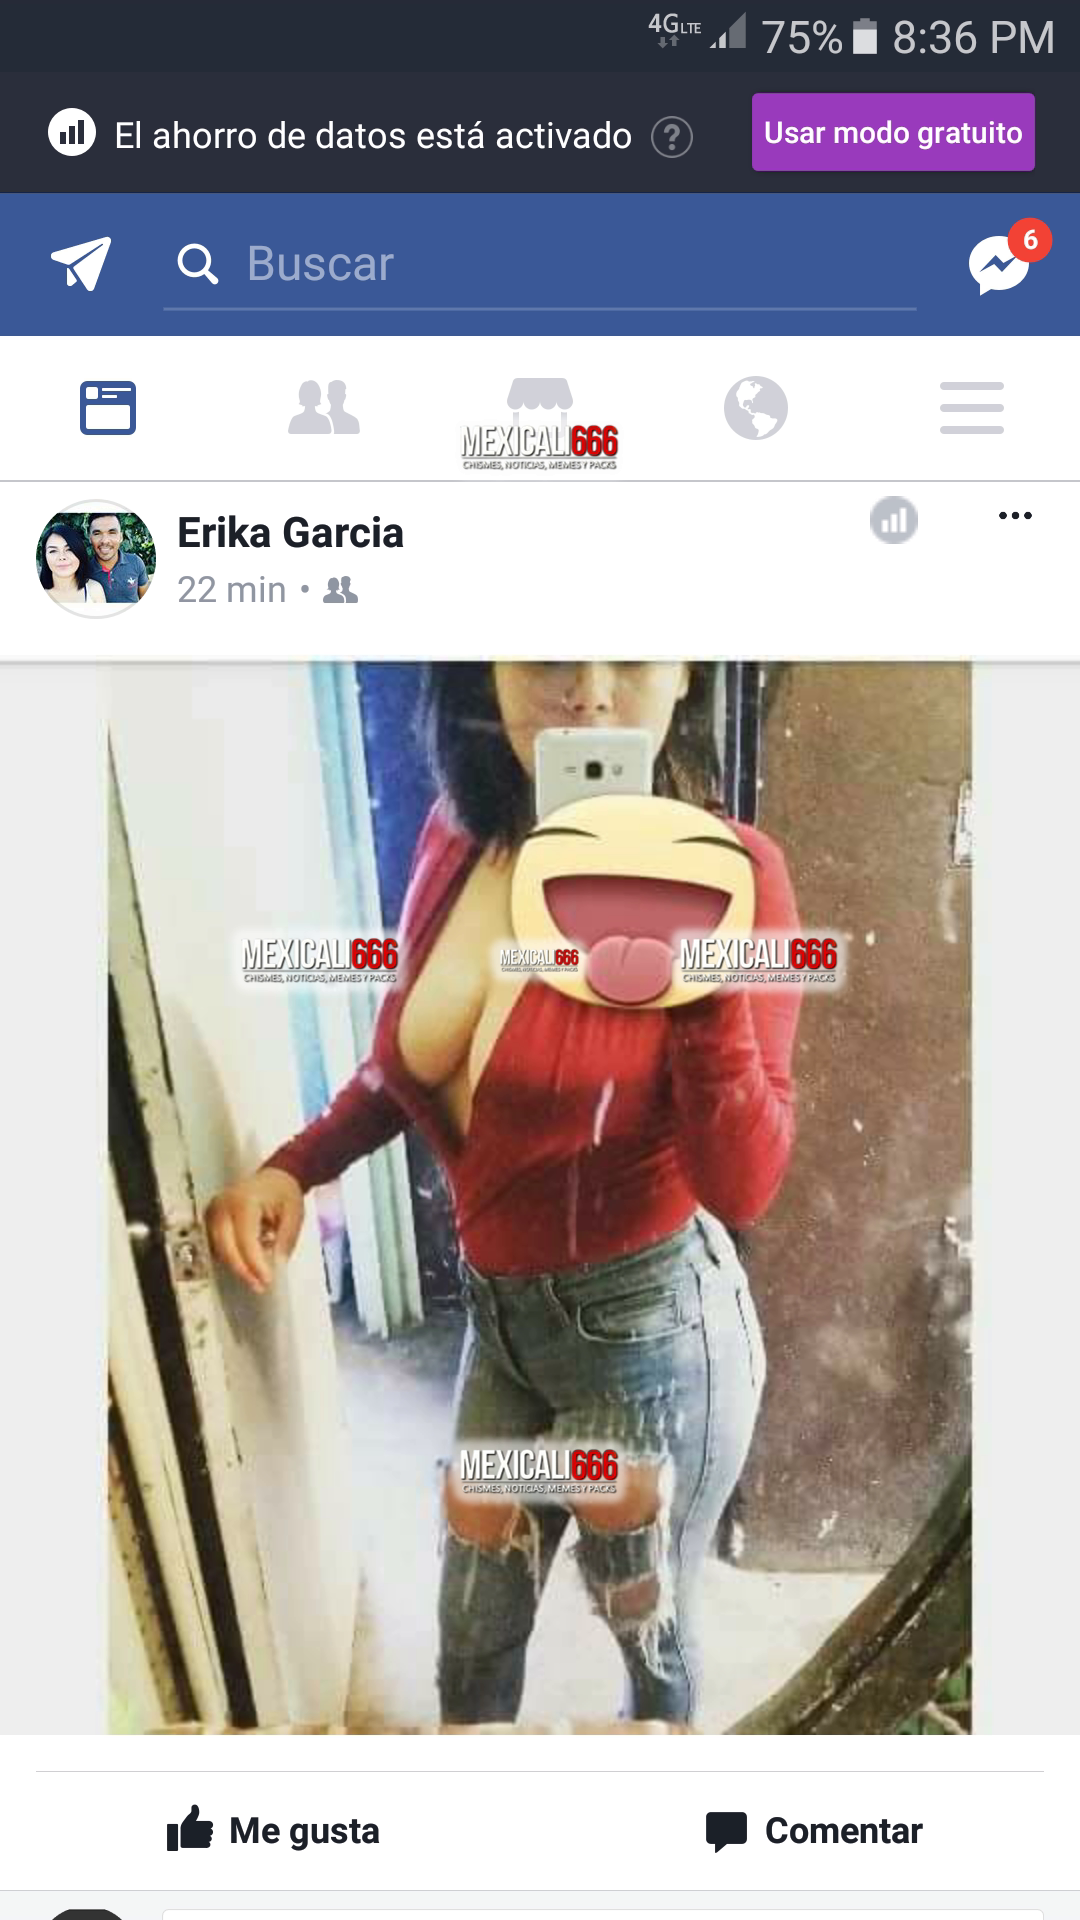 4G LTE 75% 8:36 PM
El ahorro de datos está activado ? Usar modo gratuito
Buscar 6
MEXICALI666
CHISMES, NOTICIAS, MEMES Y PACKS
Erika Garcia
22 min •
MEXICALI666 MEXICALI666 MEXICALI666
CHISMES, NOTICIAS, MEMES Y PACKS CHISMES, NOTICIAS, MEMES Y PACKS CHISMES, NOTICIAS, MEMES Y PACKS
MEXICALI666
CHISMES, NOTICIAS, MEMES Y PACKS
Me gusta Comentar